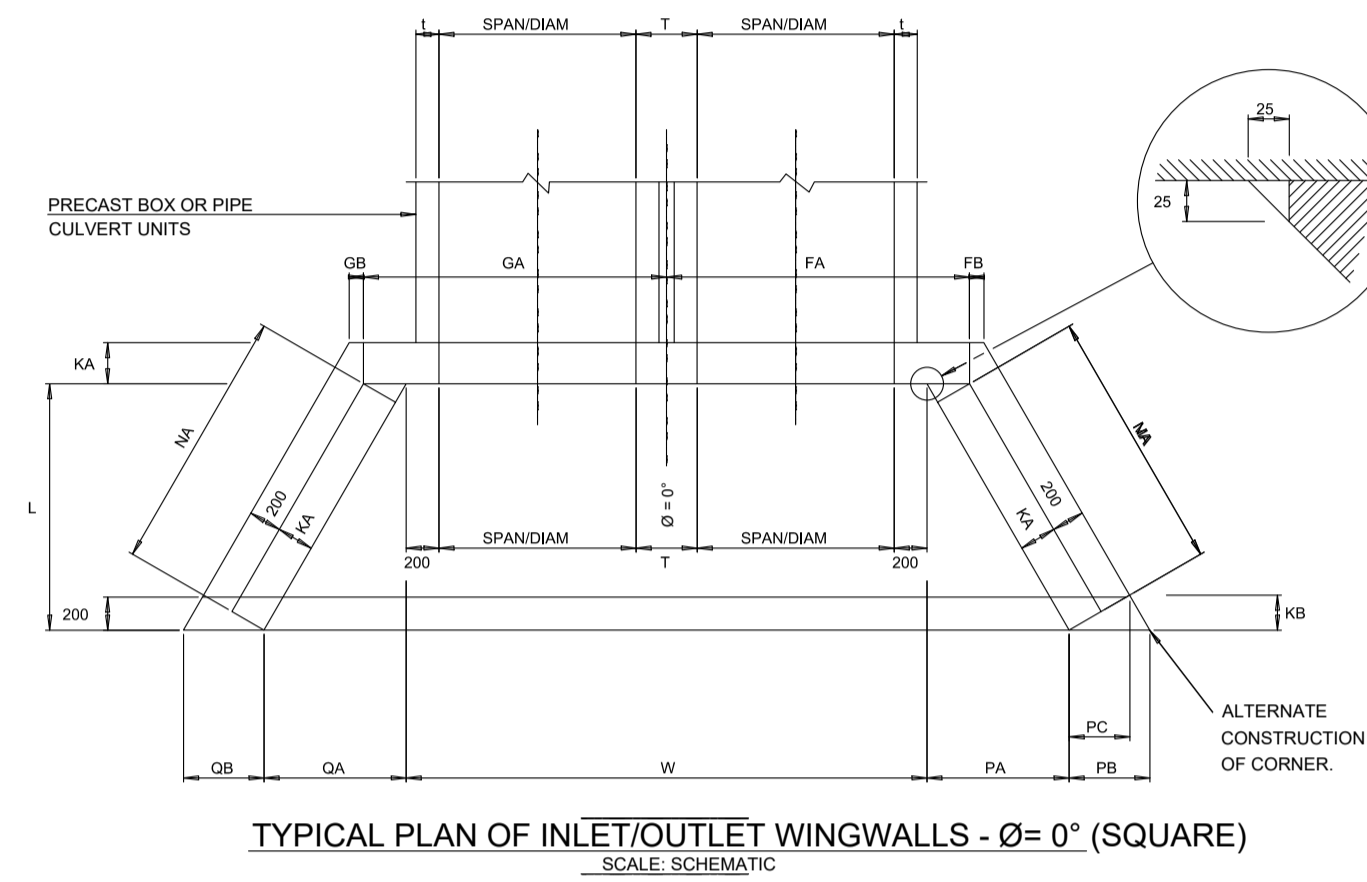 t SPAN/DIAM T SPAN/DIAM t
25
25
PRECAST BOX OR PIPE
CULVERT UNITS
GB GA FA FB
KA
NA
MA
L
200
KA
Ø = 0°
KA
200
SPAN/DIAM SPAN/DIAM
200 T 200
200
KB
ALTERNATE
CONSTRUCTION
OF CORNER.
PC
QB QA W PA PB
TYPICAL PLAN OF INLET/OUTLET WINGWALLS - Ø= 0° (SQUARE)
SCALE: SCHEMATIC